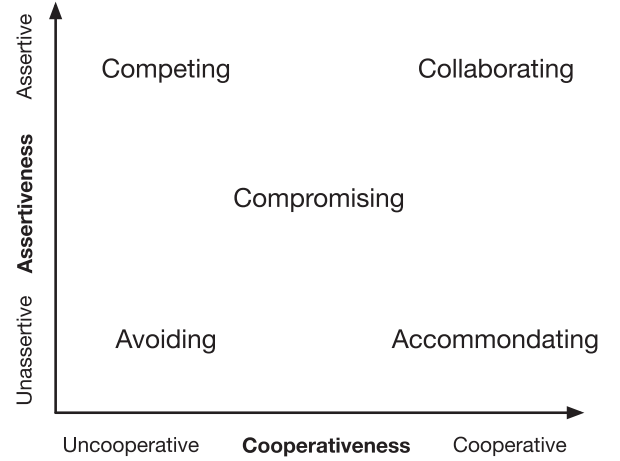 Assertive
Competing
Collaborating
Assertiveness
Compromising
Unassertive
Avoiding
Accommondating
Uncooperative
Cooperativeness
Cooperative